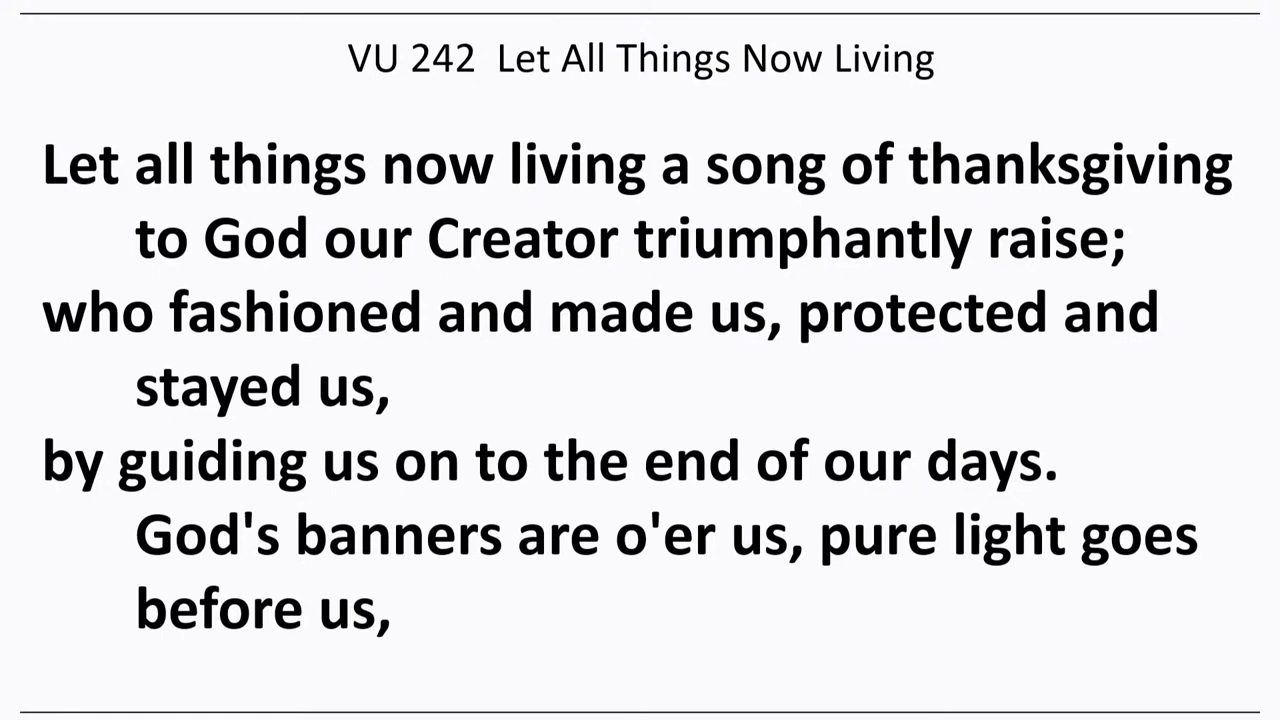 VU 242  Let All Things Now Living
Let all things now living a song of thanksgiving
to God our Creator triumphantly raise;
who fashioned and made us, protected and
stayed us,
by guiding us on to the end of our days.
God's banners are o'er us, pure light goes
before us,